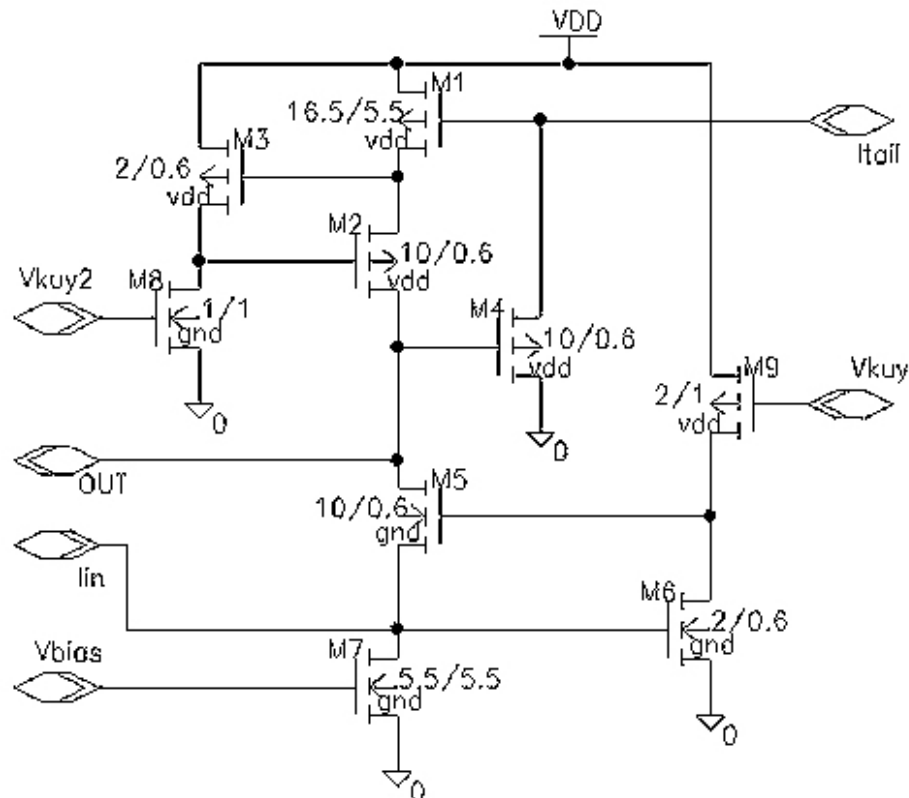 VDD
M1
16.5/5.5
vdd
M3
2/0.6
vdd
Itail
M2
10/0.6
vdd
Vkuy2
M8
1/1
gnd
0
M4
10/0.6
vdd
0
M9
2/1
vdd
Vkuy
OUT
M5
10/0.6
gnd
Iin
M6
2/0.6
gnd
0
Vbias
M7
5.5/5.5
gnd
0